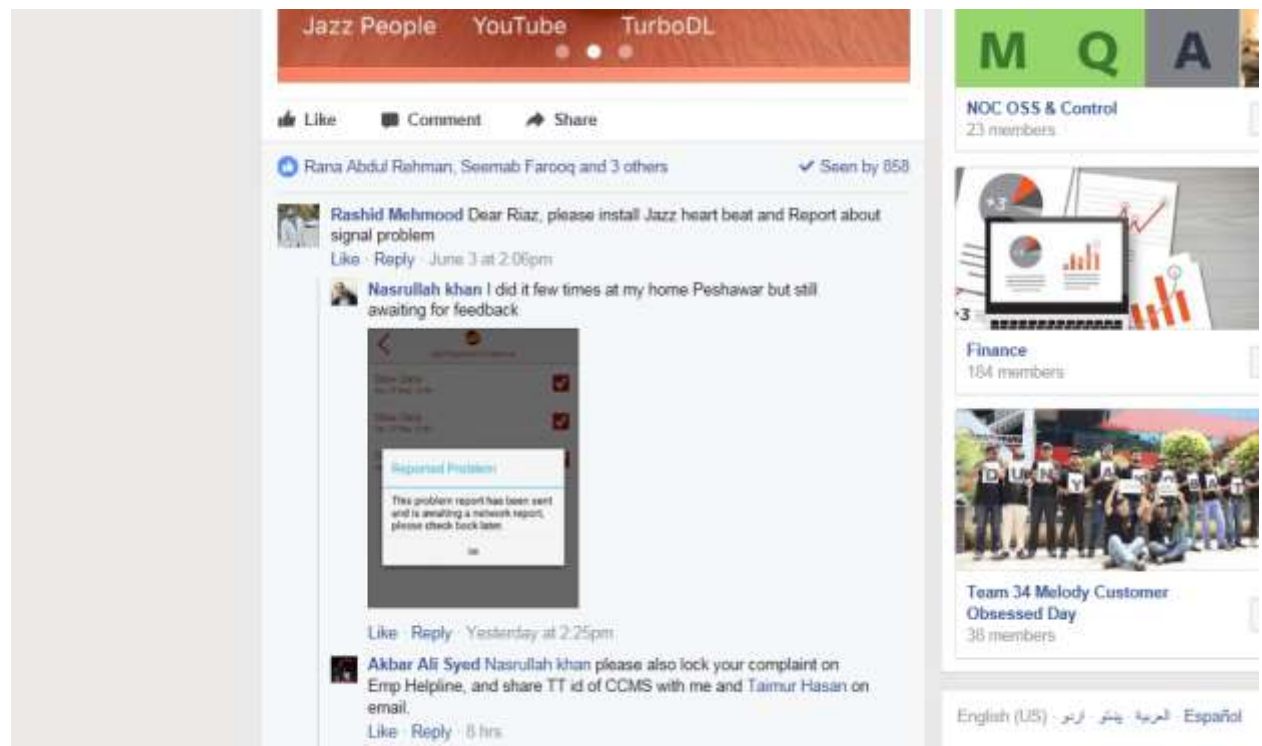 Jazz People YouTube TurboDL
Like Comment Share
Rana Abdul Rehman, Seemab Farooq and 3 others Seen by 858
Rashid Mehmood Dear Riaz, please install Jazz heart beat and Report about
signal problem
Like · Reply · June 3 at 2:06pm
Nasrullah khan I did it few times at my home Peshawar but still
awaiting for feedback
Reported Problem
This problem report has been sent
and is awaiting a network report,
please check back later.
OK
Like · Reply · Yesterday at 2:25pm
Akbar Ali Syed Nasrullah khan please also lock your complaint on
Emp Helpline, and share TT id of CCMS with me and Taimur Hasan on
email.
Like · Reply · 8 hrs
M Q A
NOC OSS & Control
23 members
+3
+3
Finance
184 members
D U N Y A
B A T
Team 34 Melody Customer
Obsessed Day
38 members
English (US) · اردو · پښتو · العربية · Español